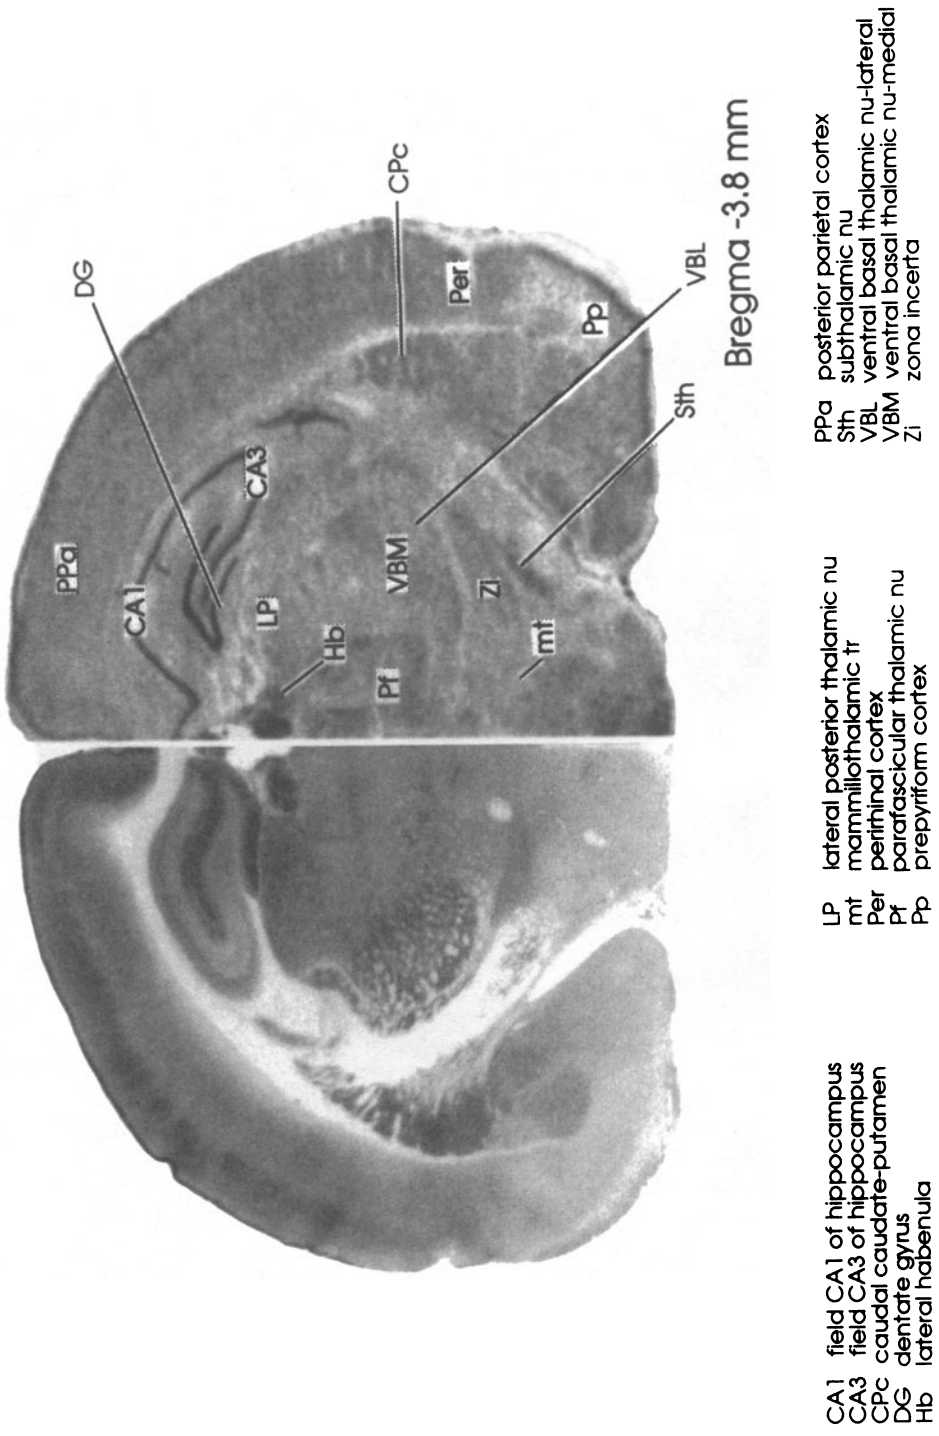 DG
CPc
PPa
CA1
CA3
Per
LP
Hb
Pf
VBM
Pp
VBL
Zi
mt
Sth
Bregma -3.8 mm
CA1 field CA1 of hippocampus
CA3 field CA3 of hippocampus
CPc caudal caudate-putamen
DG dentate gyrus
Hb lateral habenula
LP lateral posterior thalamic nu
mt mammillothalamic tr
Per perirhinal cortex
Pf parafascicular thalamic nu
Pp prepyriform cortex
PPa posterior parietal cortex
Sth subthalamic nu
VBL ventral basal thalamic nu-lateral
VBM ventral basal thalamic nu-medial
Zi zona incerta